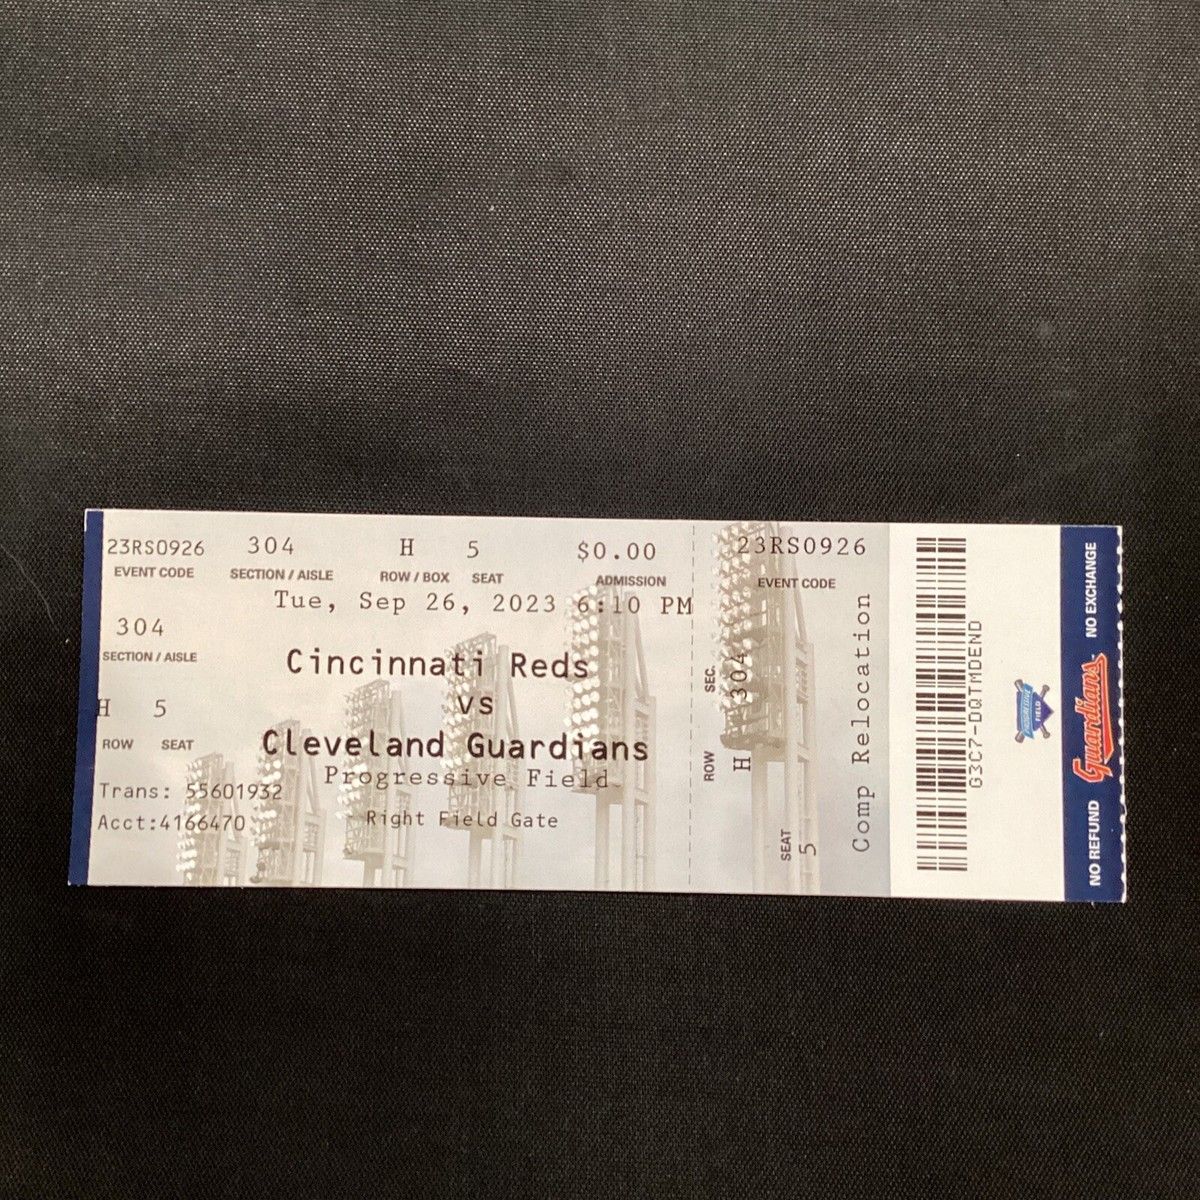 23RS0926 304 H 5 $0.00
EVENT CODE SECTION / AISLE ROW / BOX SEAT ADMISSION
Tue, Sep 26, 2023 6:10 PM
304
SECTION / AISLE
Cincinnati Reds
vs
Cleveland Guardians
H 5
ROW SEAT
Progressive Field
Trans: 55601932
Acct:4166470
Right Field Gate
23RS0926
EVENT CODE
SEC. 304
ROW H
SEAT 5
Comp Relocation
G3C7-DQTMDEND
PROGRESSIVE
FIELD
NO REFUND Guardians NO EXCHANGE